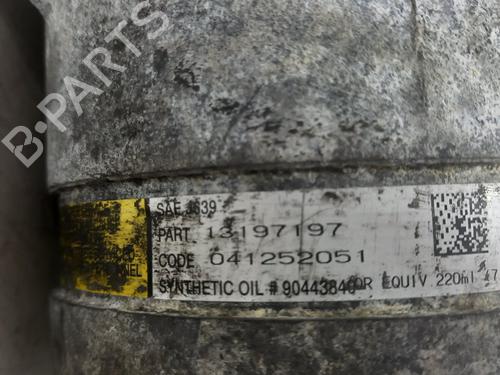 B-PARTS
SAE J639
PART. 13197197
CODE 041252051
SYNTHETIC OIL # 90443840 OR EQUIV 220ml